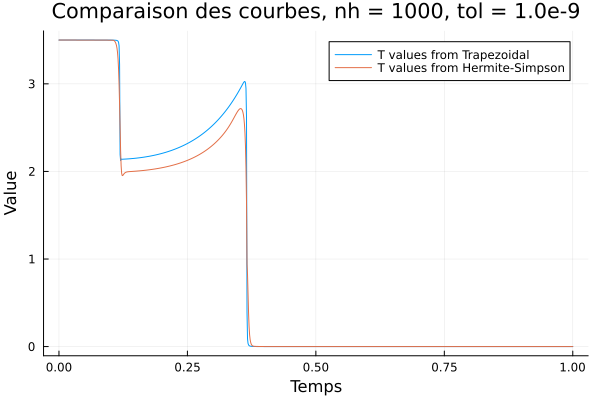 Comparaison des courbes, nh = 1000, tol = 1.0e-9
T values from Trapezoidal
T values from Hermite-Simpson
Value
3
2
1
0
0.00 0.25 0.50 0.75 1.00
Temps